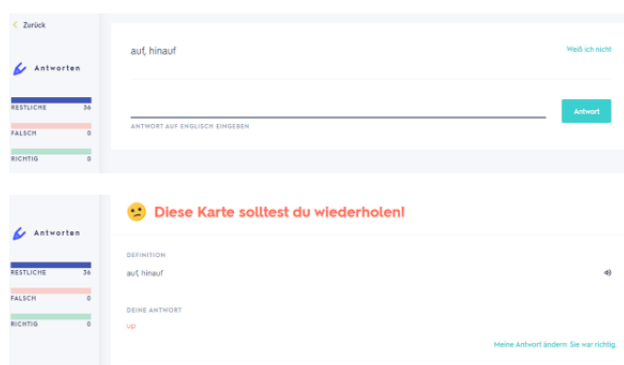 Zurück
auf, hinauf
Weiß ich nicht
Antworten
RESTLICHE 36
FALSCH 0
RICHTIG 0
Antwort
ANTWORT AUF ENGLISCH EINGEBEN
Diese Karte solltest du wiederholen!
Antworten
RESTLICHE 36
FALSCH 0
RICHTIG 0
DEFINITION
auf, hinauf
DEINE ANTWORT
up
Meine Antwort ändern: Sie war richtig.